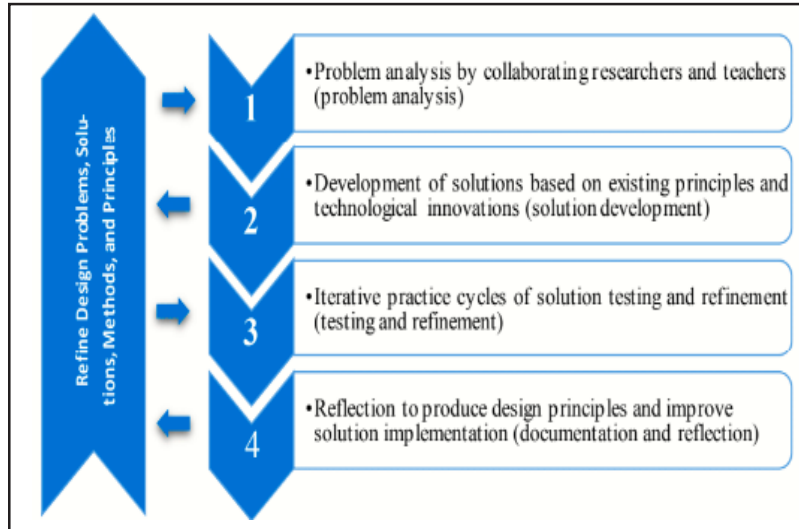 Refine Design Problems, Solu-
tions, Methods, and Principles
1
•Problem analysis by collaborating researchers and teachers
(problem analysis)
2
•Development of solutions based on existing principles and
technological innovations (solution development)
3
•Iterative practice cycles of solution testing and refinement
(testing and refinement)
4
•Reflection to produce design principles and improve
solution implementation (documentation and reflection)